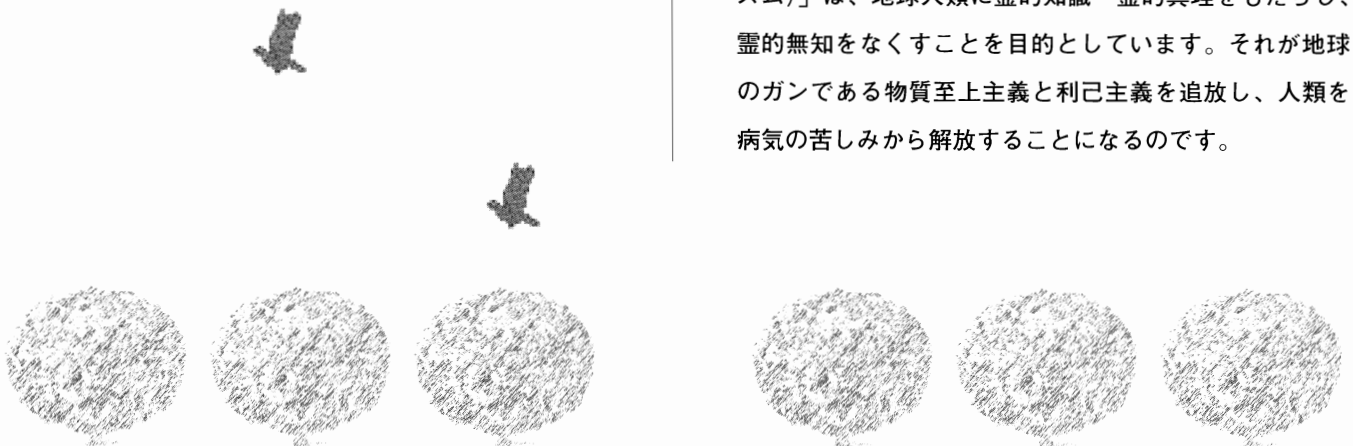 ズム)」は、地球人類に霊的知識・霊的真理をもたらし、
霊的無知をなくすことを目的としています。それが地球
のガンである物質至上主義と利己主義を追放し、人類を
病気の苦しみから解放することになるのです。